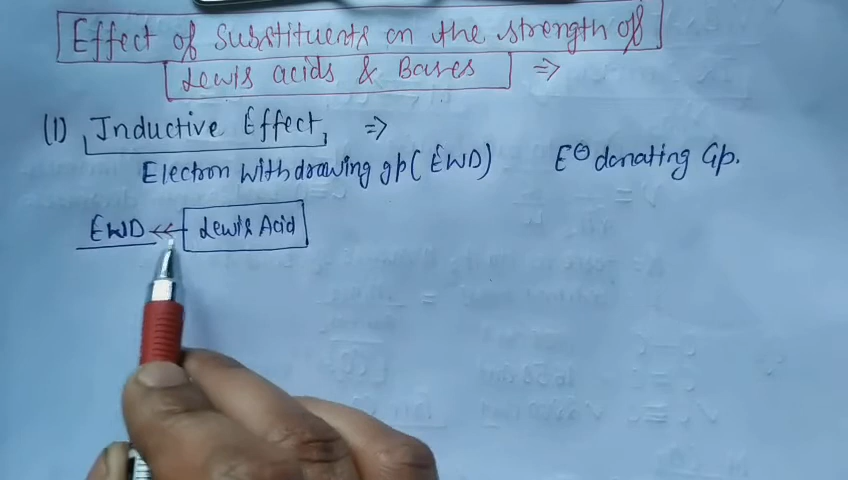 Effect of Substituents on the strength of
Lewis acids & Bases ⇒
(1) Inductive Effect, ⇒
Electron withdrawing gp (EWD) E⊖ donating Gp.
EWD ↞ Lewis Acid